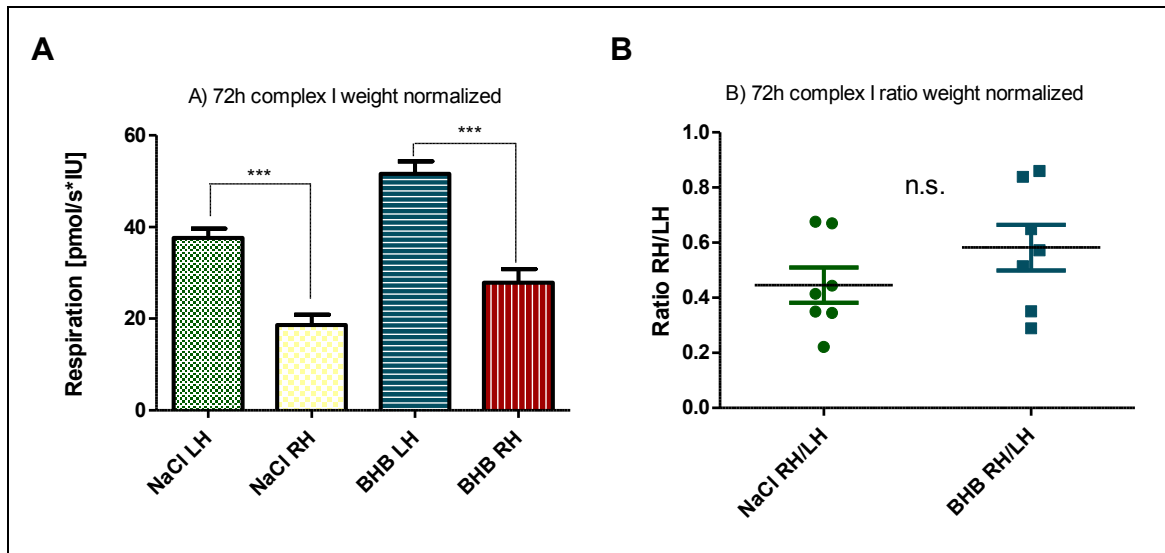 A
A) 72h complex I weight normalized
Respiration [pmol/s*IU]
60
40
20
0
***
***
NaCl LH
NaCl RH
BHB LH
BHB RH
B
B) 72h complex I ratio weight normalized
Ratio RH/LH
1.0
0.8
0.6
0.4
0.2
0.0
n.s.
NaCl RH/LH
BHB RH/LH